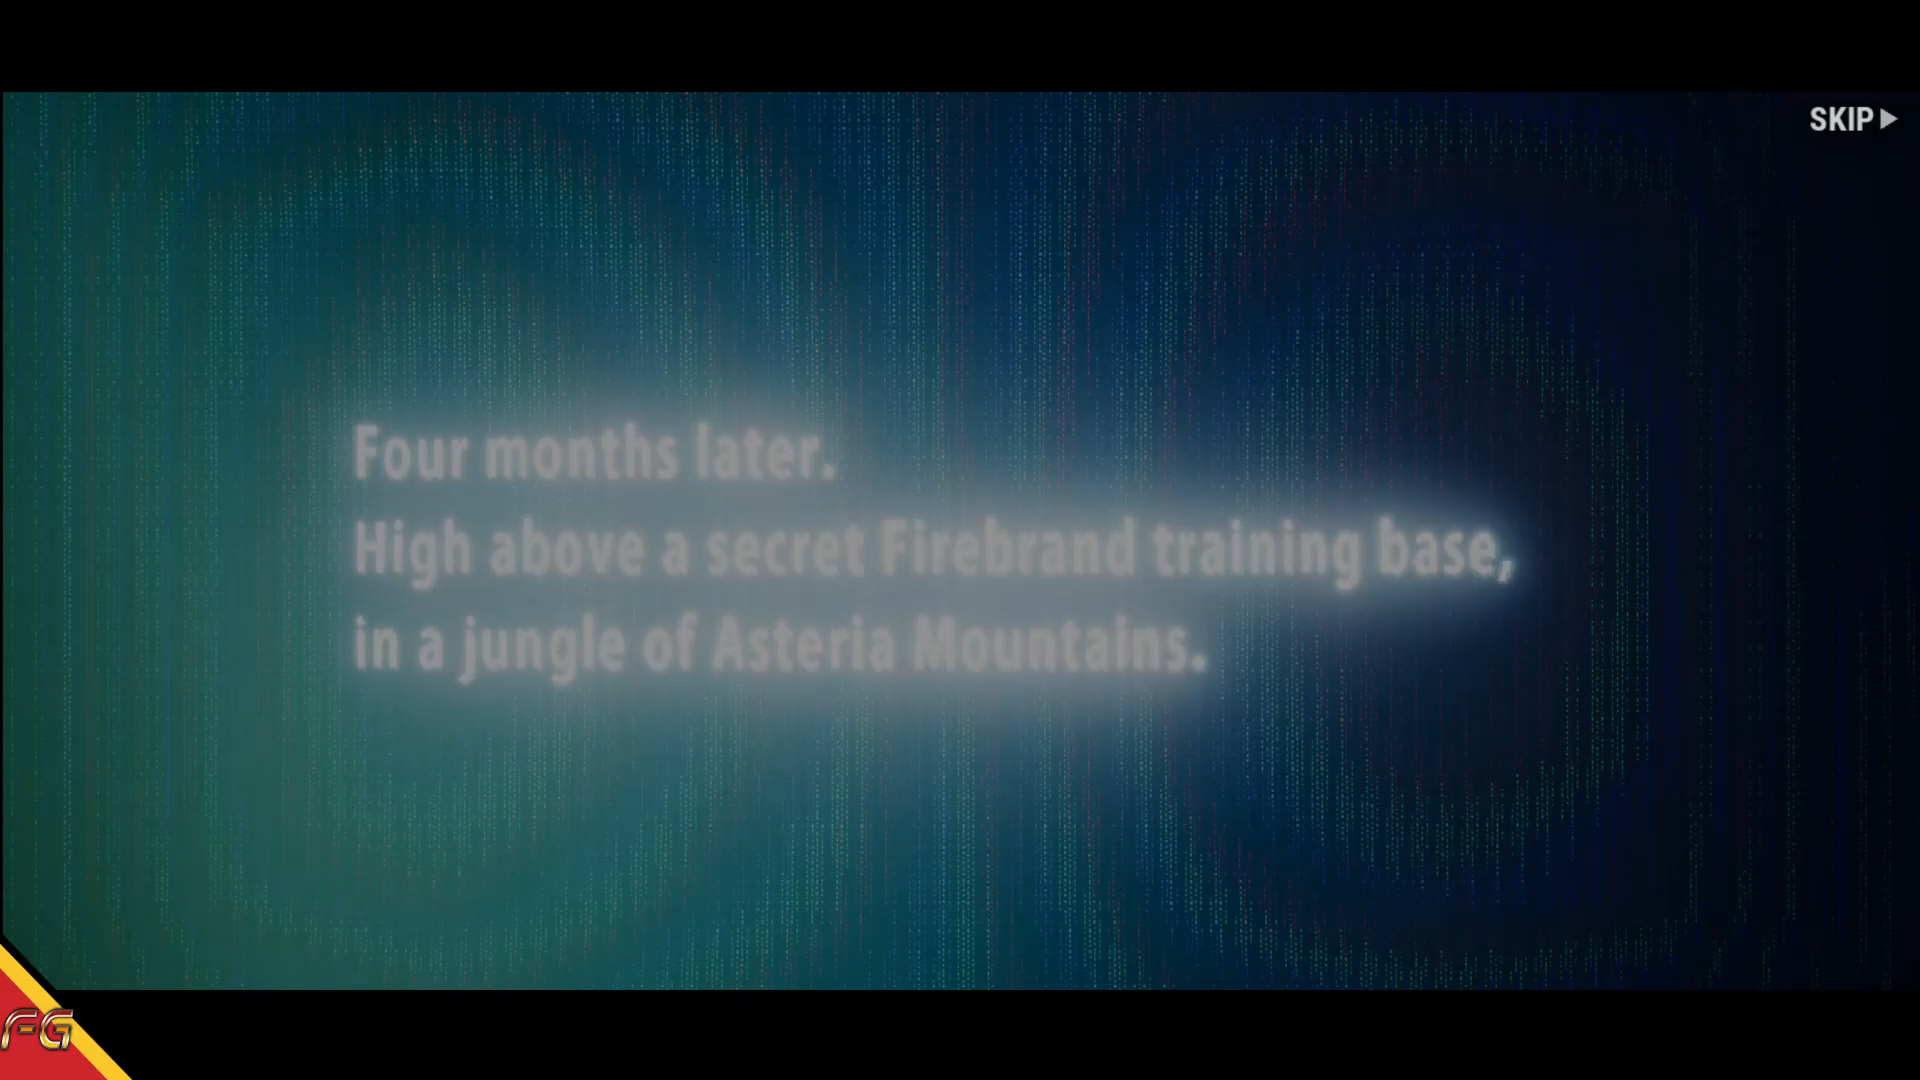 SKIP
Four months later.
High above a secret Firebrand training base,
in a jungle of Asteria Mountains.
FG